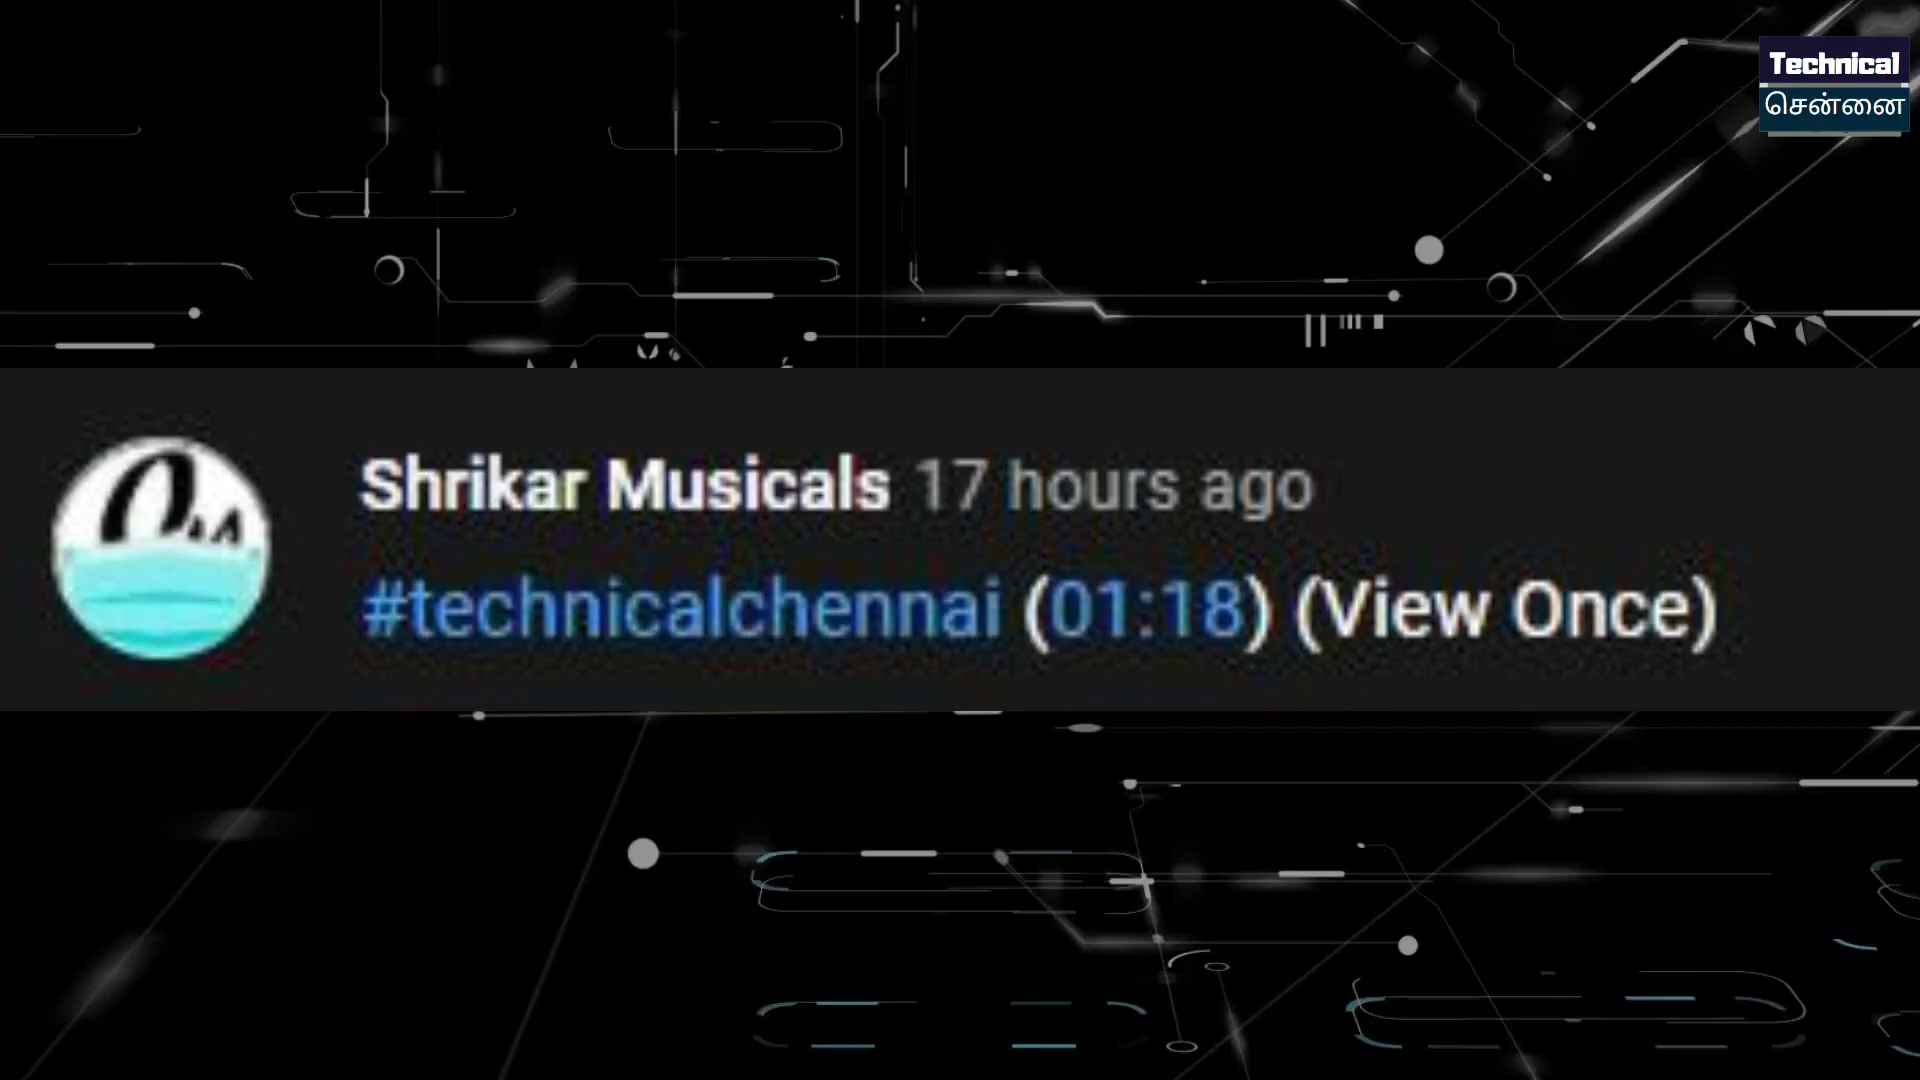 Technical
சென்னை
Shrikar Musicals 17 hours ago
#technicalchennai (01:18) (View Once)